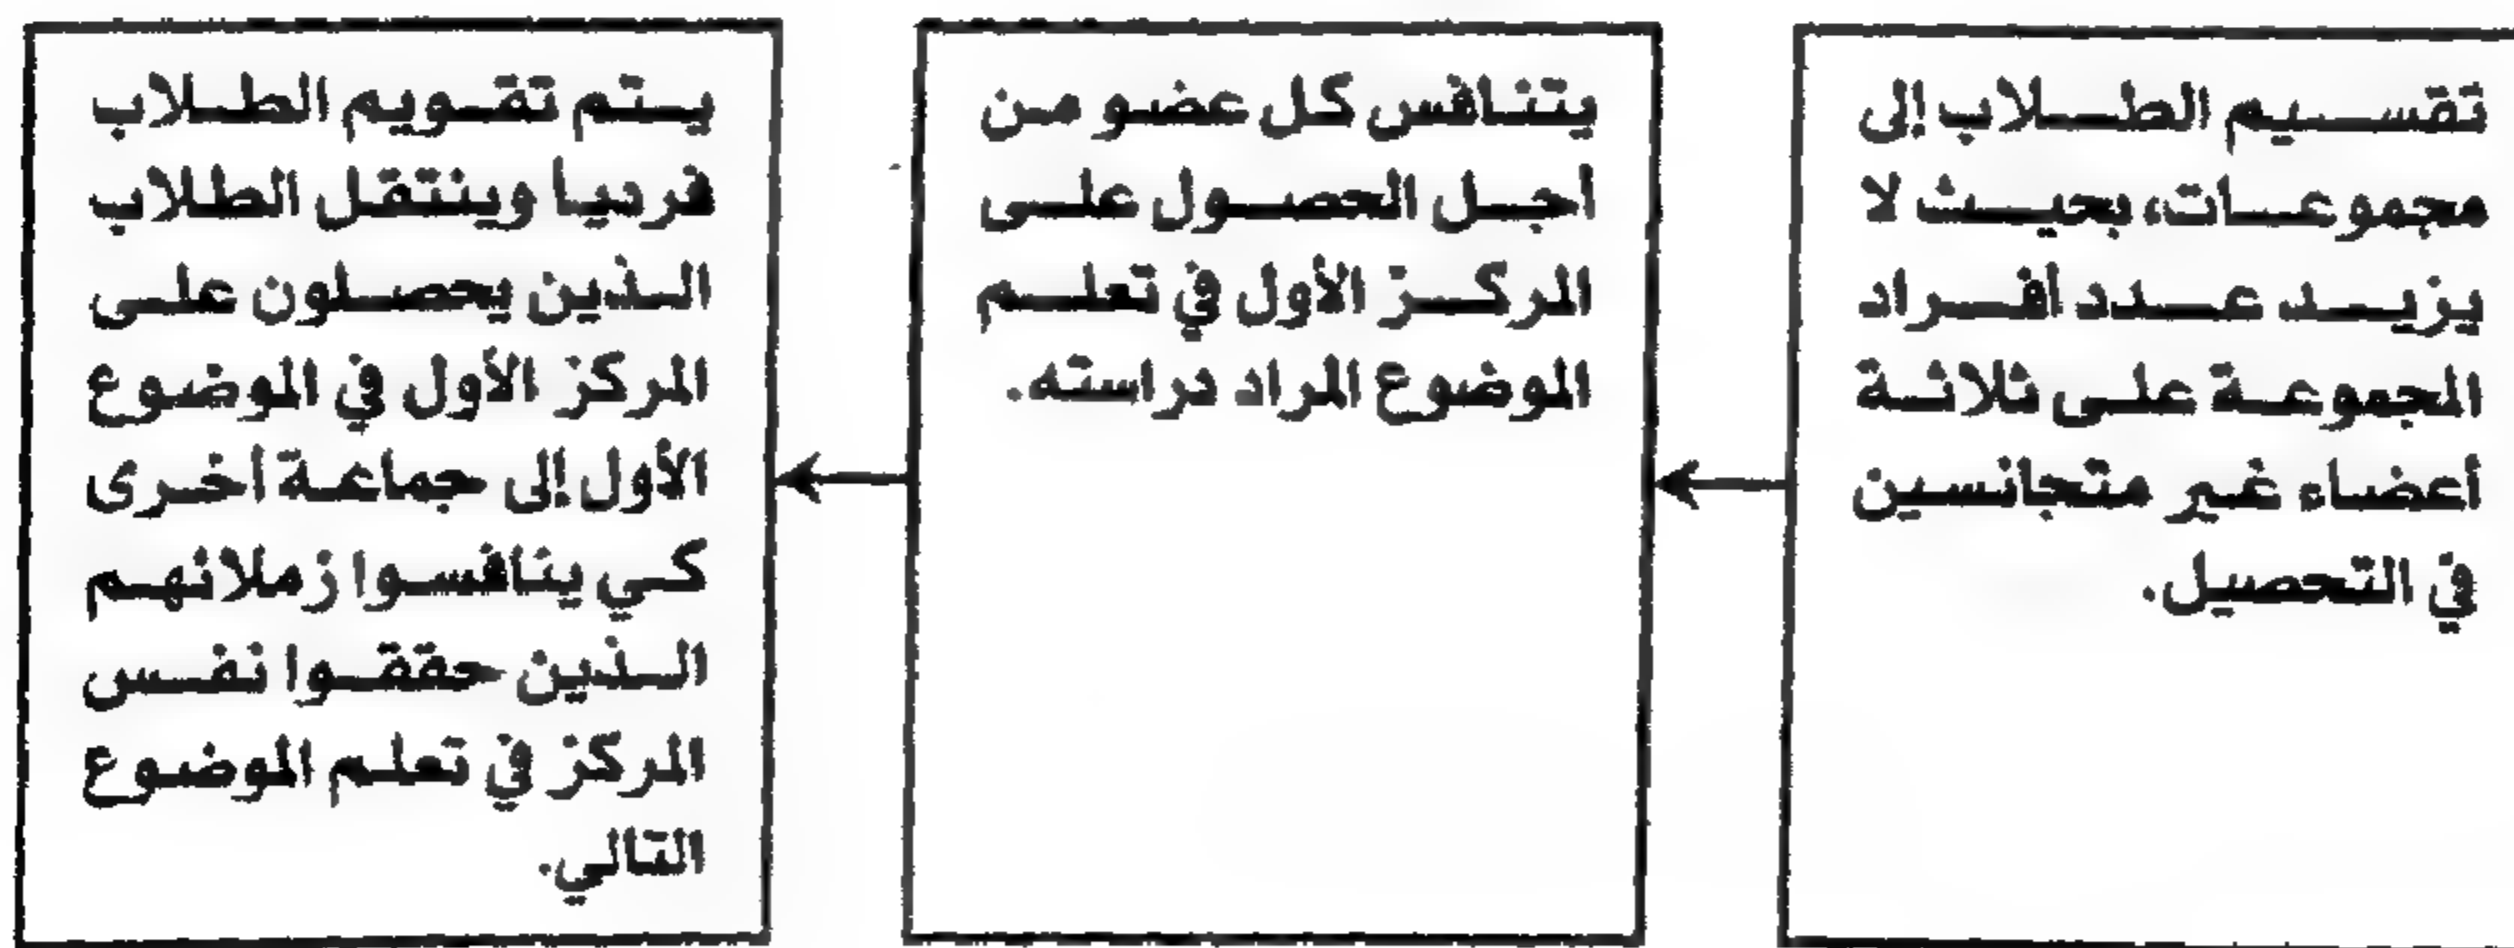 تقسيم الطلاب إلى
مجموعات، بحيث لا
يزيد عدد أفراد
المجموعة على ثلاثة
أعضاء غير متجانسين
في التحصيل.
يتنافس كل عضو من
أجل الحصول على
المركز الأول في تعلم
الموضوع المراد دراسته.
يتم تقويم الطلاب
فرديا وينتقل الطلاب
الذين يحصلون على
المركز الأول في الموضوع
الأول إلى جماعة أخرى
كي ينافسوا زملائهم
الذين حققوا نفس
المركز في تعلم الموضوع
التالي.